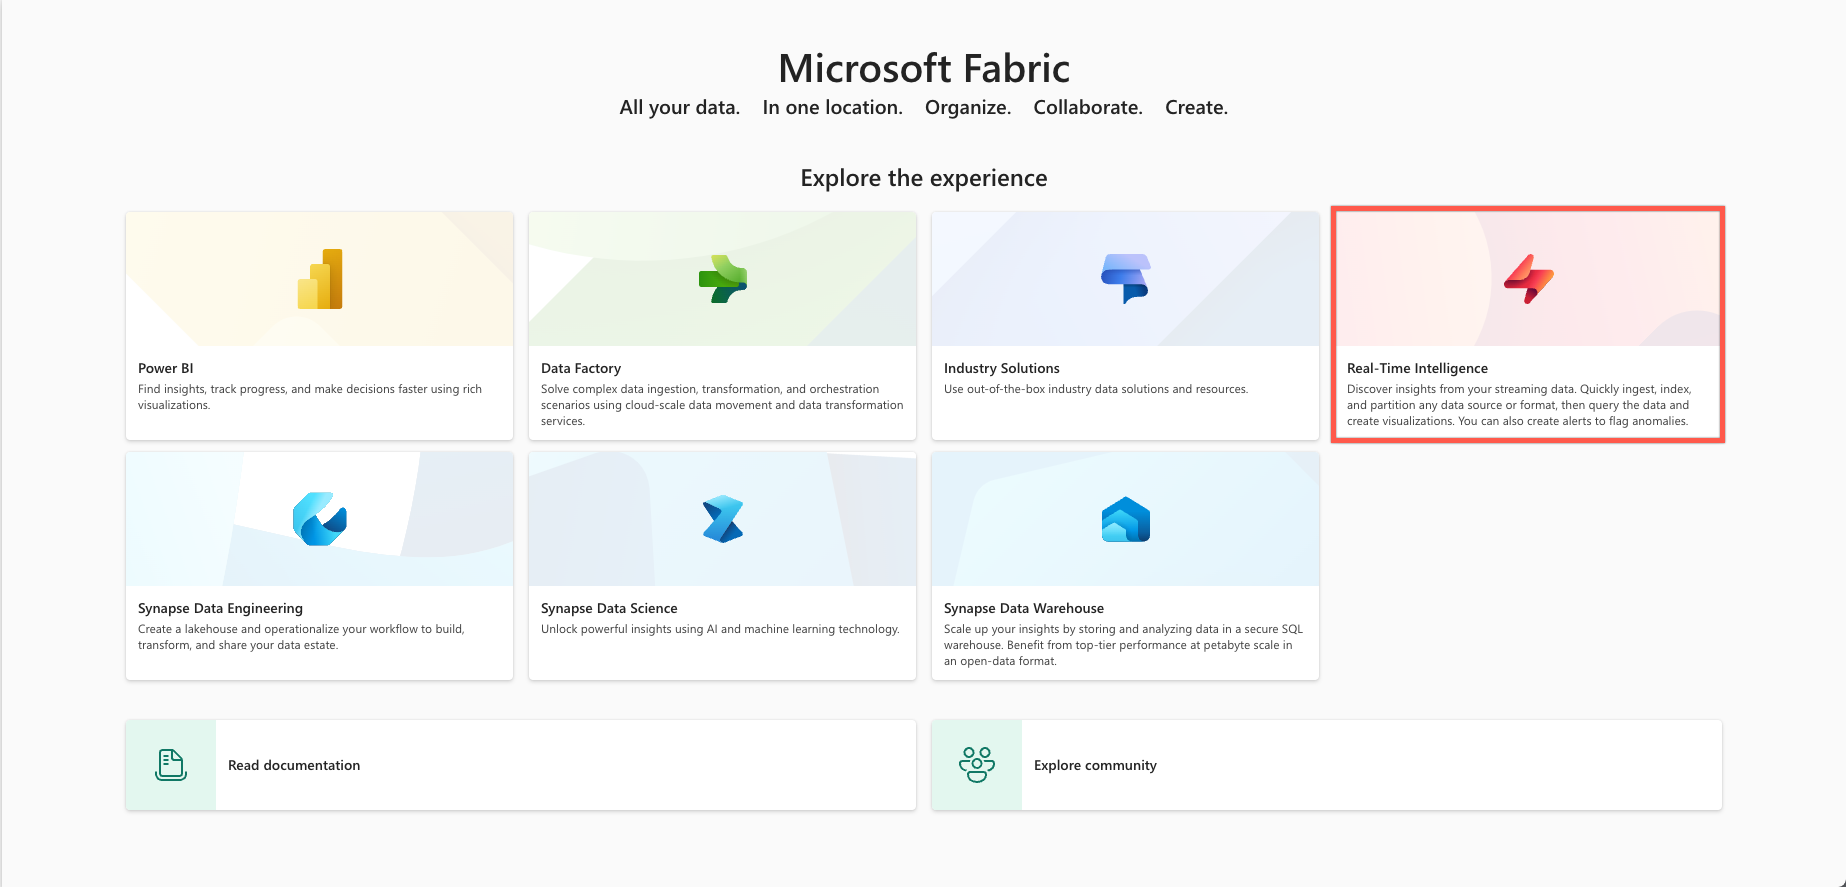 Microsoft Fabric
All your data. In one location. Organize. Collaborate. Create.
Explore the experience
Power BI
Find insights, track progress, and make decisions faster using rich
visualizations.
Data Factory
Solve complex data ingestion, transformation, and orchestration
scenarios using cloud-scale data movement and data transformation
services.
Industry Solutions
Use out-of-the-box industry data solutions and resources.
Real-Time Intelligence
Discover insights from your streaming data. Quickly ingest, index,
and partition any data source or format, then query the data and
create visualizations. You can also create alerts to flag anomalies.
Synapse Data Engineering
Create a lakehouse and operationalize your workflow to build,
transform, and share your data estate.
Synapse Data Science
Unlock powerful insights using AI and machine learning technology.
Synapse Data Warehouse
Scale up your insights by storing and analyzing data in a secure SQL
warehouse. Benefit from top-tier performance at petabyte scale in
an open-data format.
Read documentation
Explore community